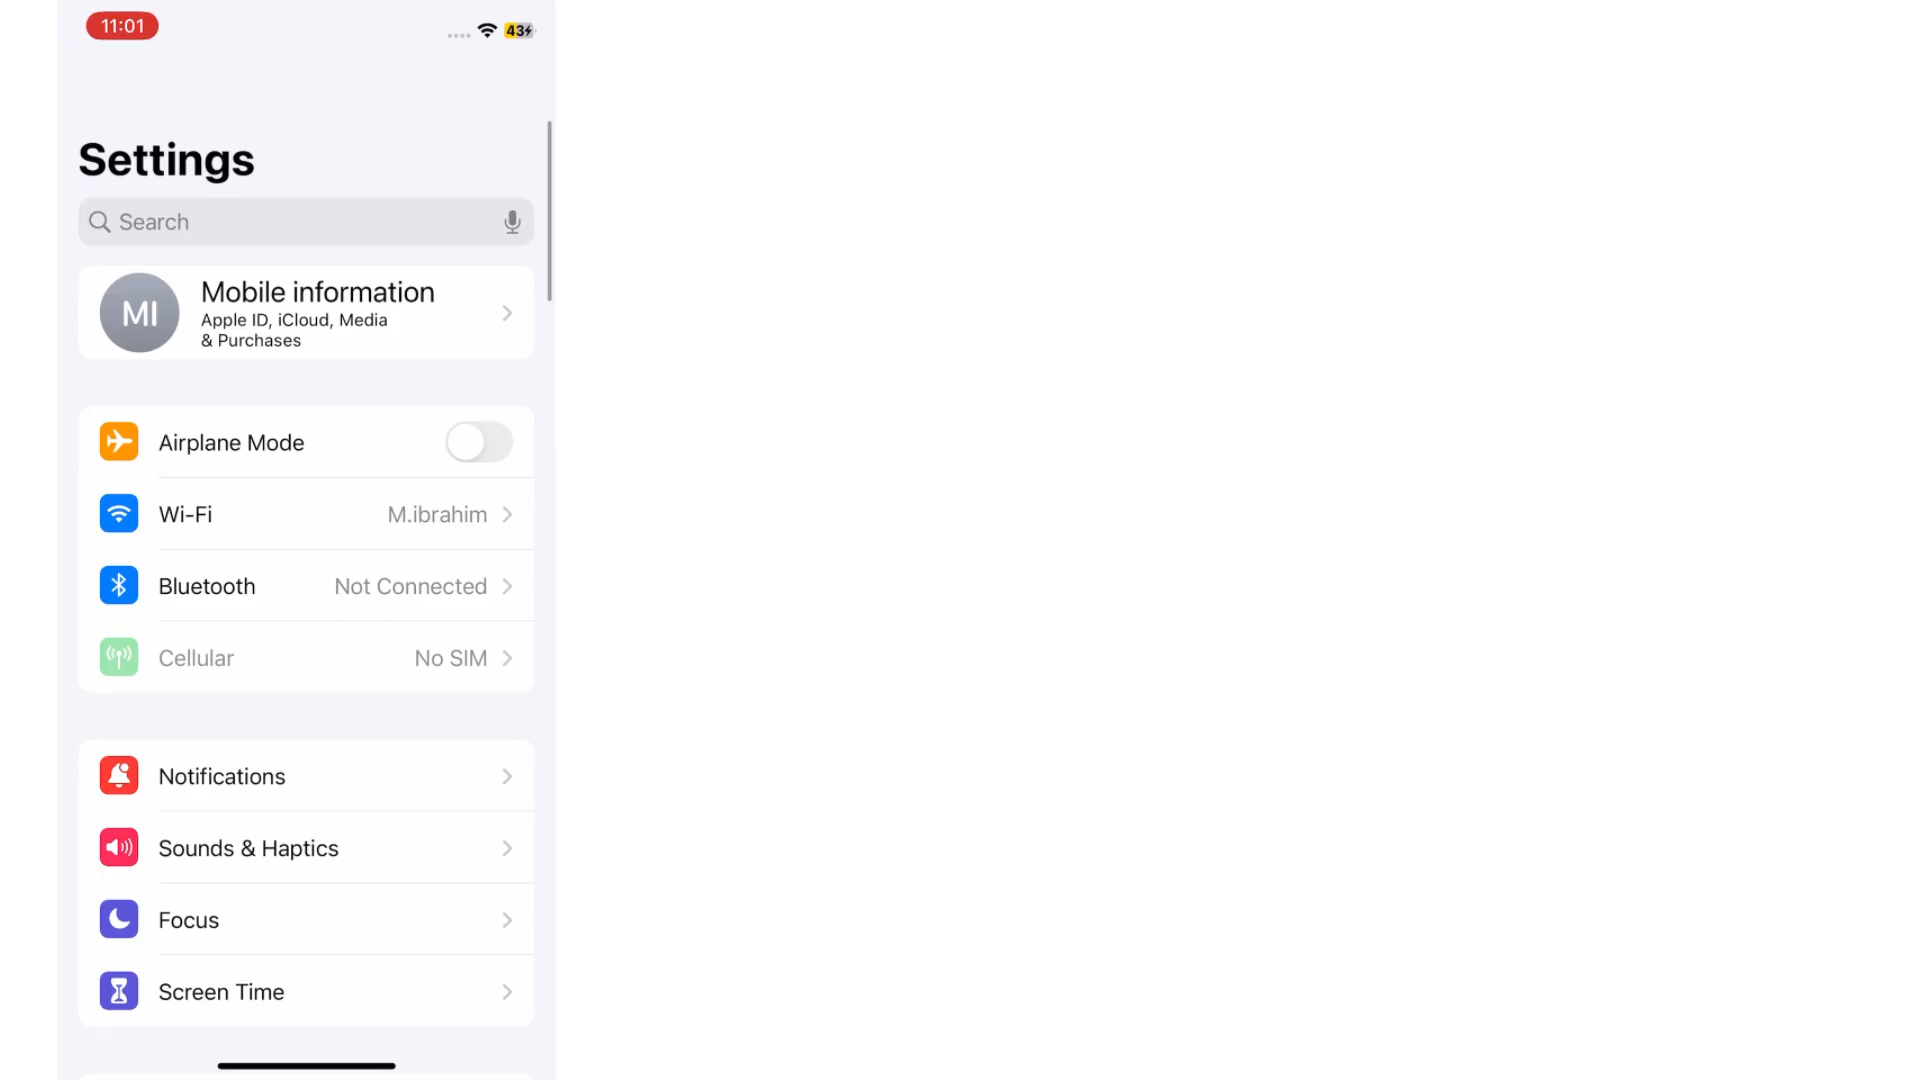 11:01
43
Settings
Search
MI
Mobile information
Apple ID, iCloud, Media
& Purchases
Airplane Mode
Wi-Fi M.ibrahim
Bluetooth Not Connected
Cellular No SIM
Notifications
Sounds & Haptics
Focus
Screen Time